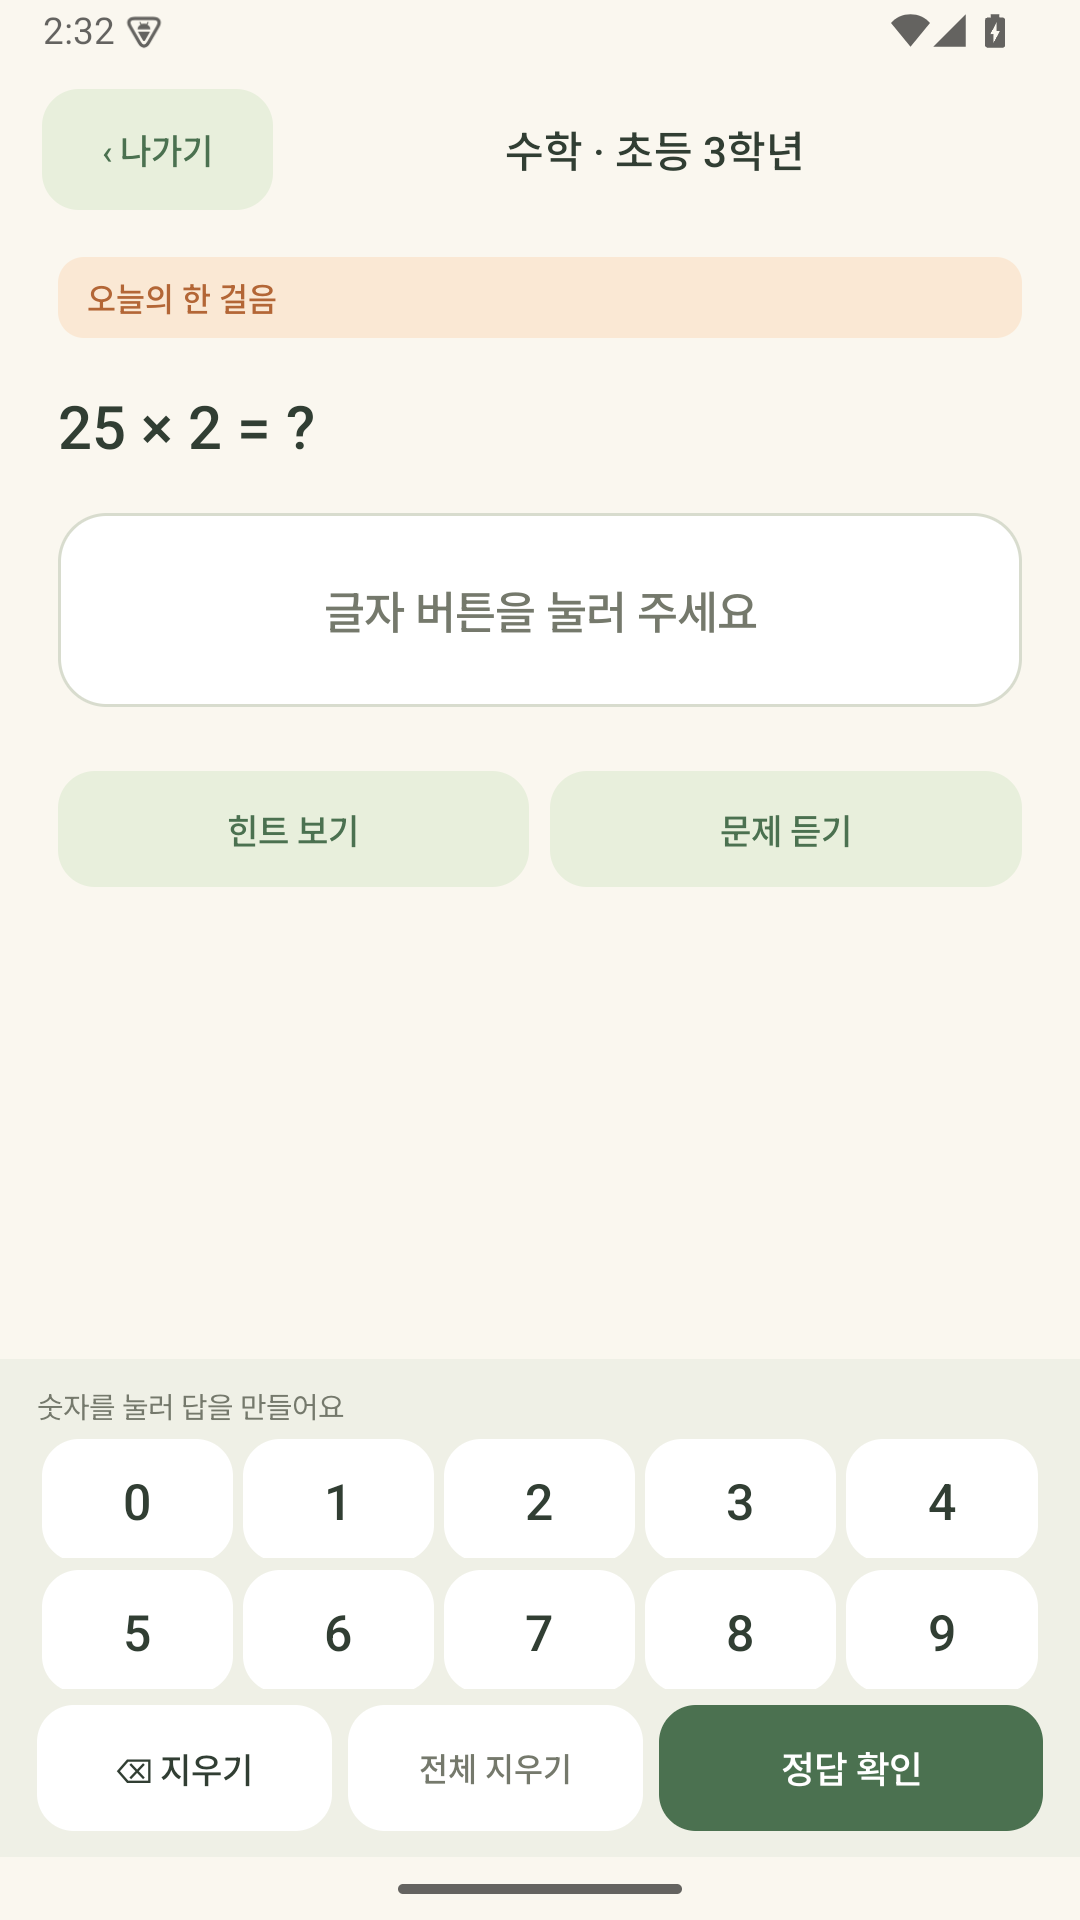 2:32
‹ 나가기
수학 · 초등 3학년
오늘의 한 걸음
25 × 2 = ?
글자 버튼을 눌러 주세요
힌트 보기
문제 듣기
숫자를 눌러 답을 만들어요
0 1 2 3 4
5 6 7 8 9
⌫ 지우기
전체 지우기
정답 확인